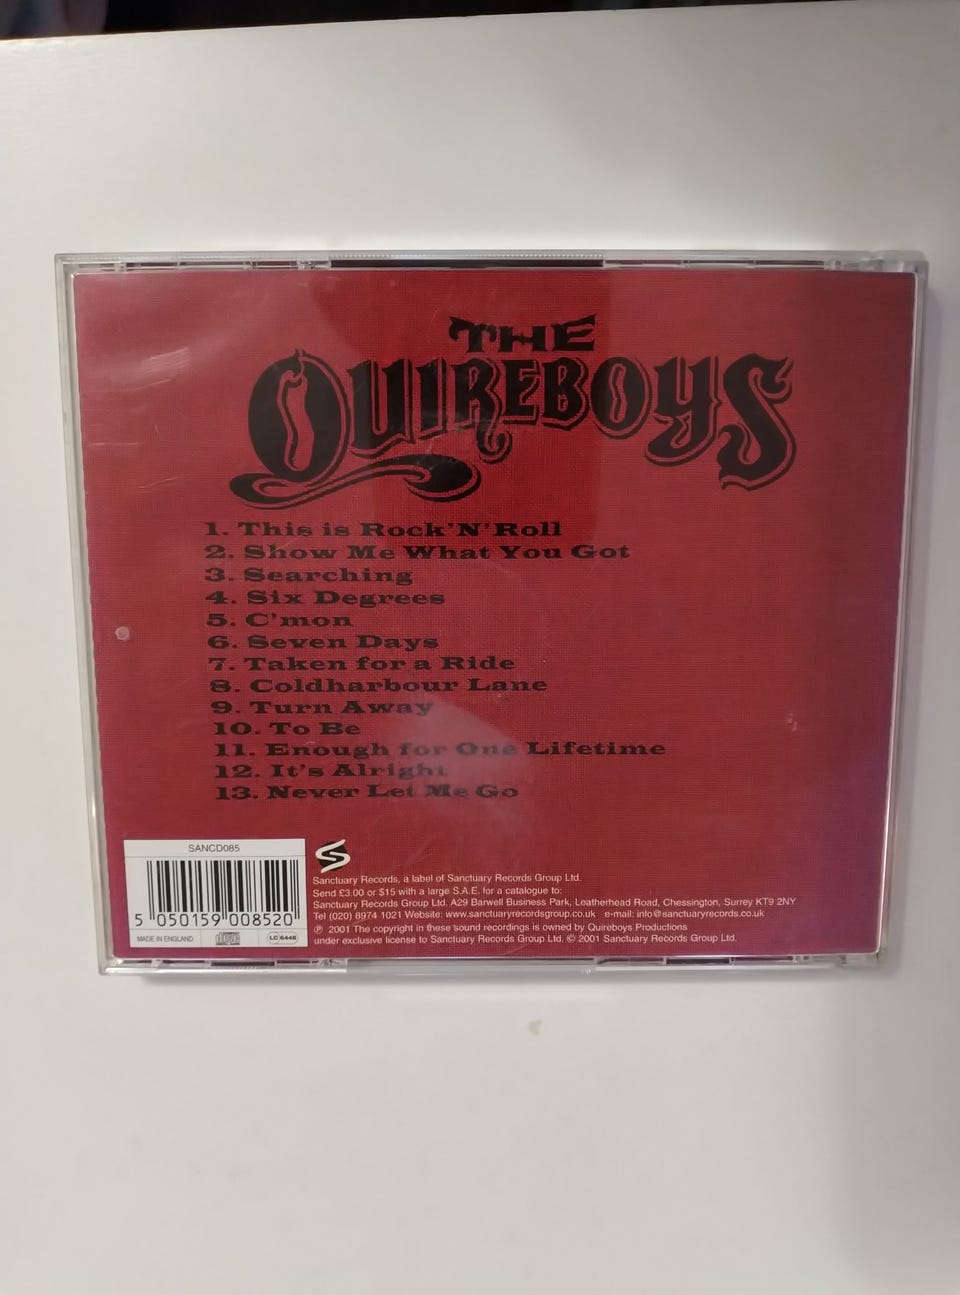 THE
QUIREBOYS
1. This is Rock'N'Roll
2. Show Me What You Got
3. Searching
4. Six Degrees
5. C'mon
6. Seven Days
7. Taken for a Ride
8. Coldharbour Lane
9. Turn Away
10. To Be
11. Enough for One Lifetime
12. It's Alright
13. Never Let Me Go
SANCD085
5 050159 008520
MADE IN ENGLAND
LC 6448
Sanctuary Records, a label of Sanctuary Records Group Ltd.
Send £3.00 or $15 with a large S.A.E. for a catalogue to:
Sanctuary Records Group Ltd. A29 Barwell Business Park, Leatherhead Road, Chessington, Surrey KT9 2NY
Tel (020) 8974 1021 Website: www.sanctuaryrecordsgroup.co.uk e-mail: info@sanctuaryrecords.co.uk
℗ 2001 The copyright in these sound recordings is owned by Quireboys Productions
under exclusive license to Sanctuary Records Group Ltd. © 2001 Sanctuary Records Group Ltd.